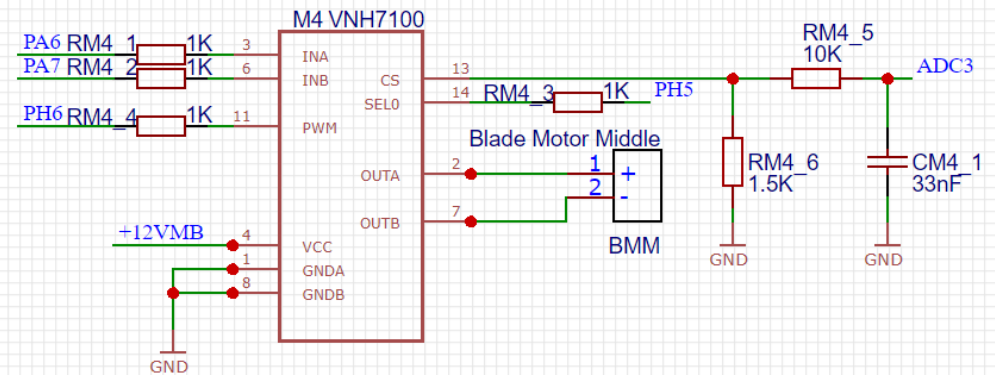 M4 VNH7100
PA6 RM4_1 1K 3 INA
PA7 RM4_2 1K 6 INB
PH6 RM4_4 1K 11 PWM
CS 13
SEL0 14 RM4_3 1K PH5
RM4_5
10K
ADC3
RM4_6
1.5K
GND
CM4_1
33nF
GND
Blade Motor Middle
OUTA 2 1 +
OUTB 7 2 -
BMM
+12VMB 4 VCC
1 GNDA
8 GNDB
GND